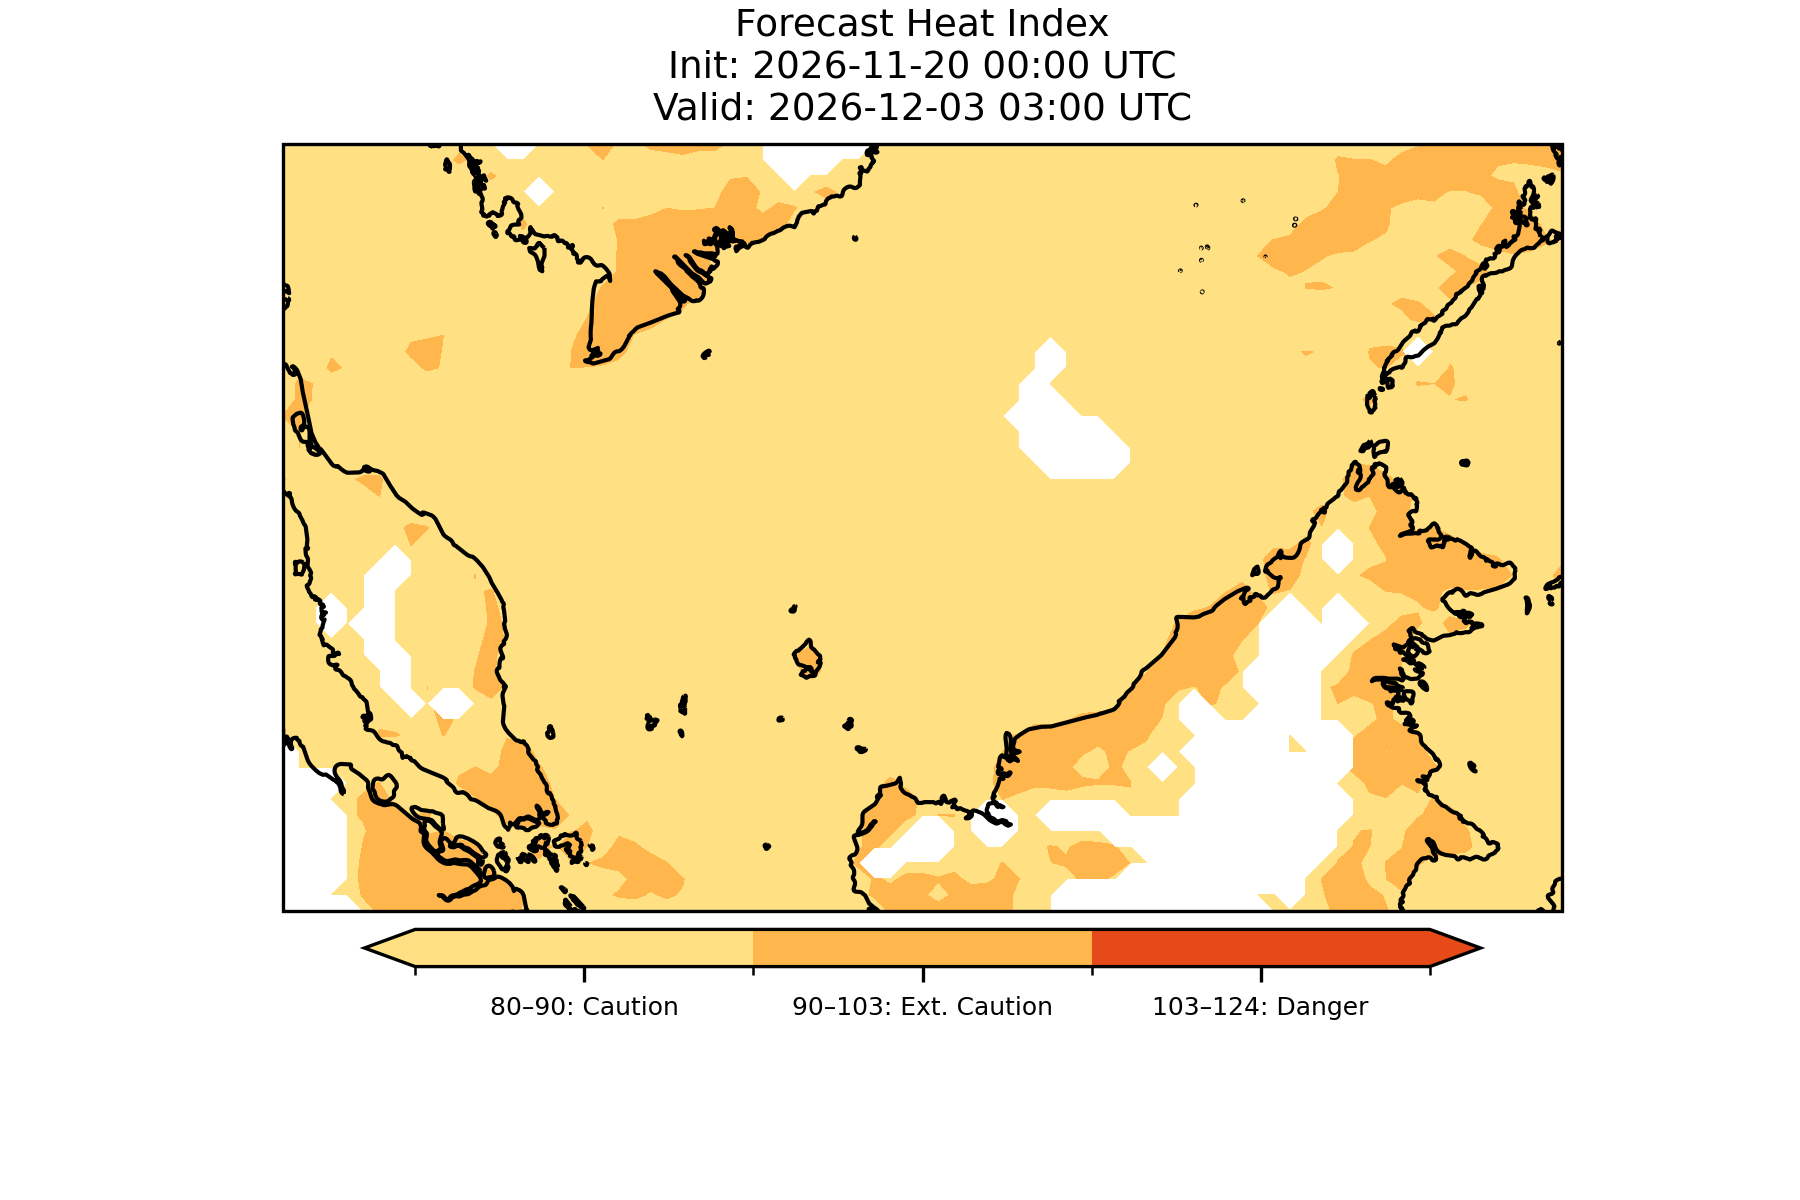 Forecast Heat Index
Init: 2026-11-20 00:00 UTC
Valid: 2026-12-03 03:00 UTC
80–90: Caution
90–103: Ext. Caution
103–124: Danger